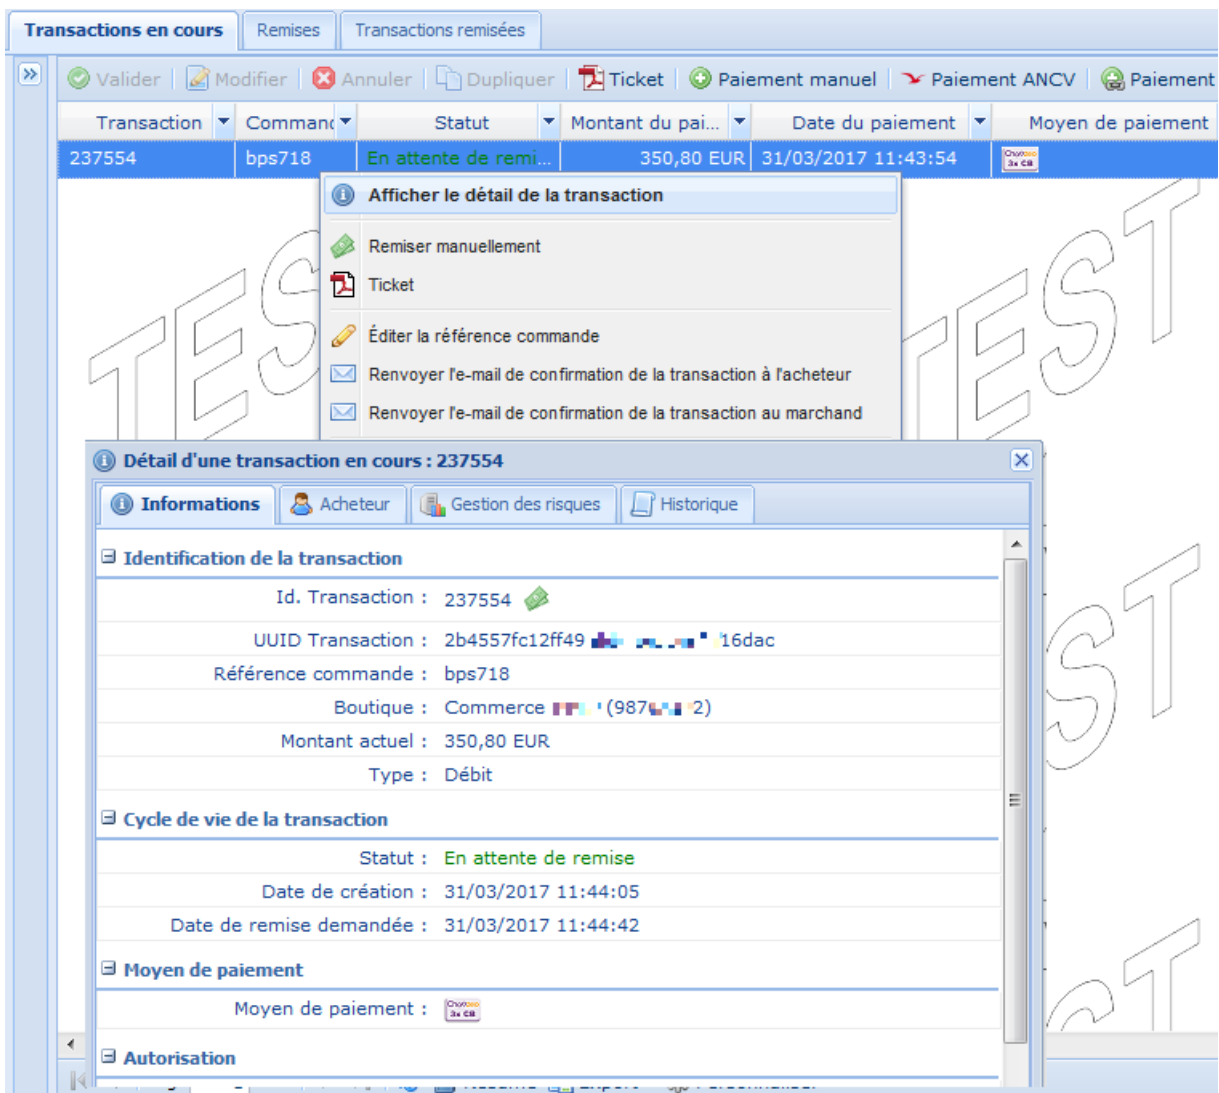 Transactions en cours Remises Transactions remisées
Valider Modifier Annuler Dupliquer Ticket Paiement manuel Paiement ANCV Paiement
Transaction Command Statut Montant du pai... Date du paiement Moyen de paiement
237554 bps718 En attente de remi... 350,80 EUR 31/03/2017 11:43:54 3x CB
Afficher le détail de la transaction
Remiser manuellement
Ticket
Éditer la référence commande
Renvoyer l'e-mail de confirmation de la transaction à l'acheteur
Renvoyer l'e-mail de confirmation de la transaction au marchand
TEST
TEST
Détail d'une transaction en cours : 237554
Informations Acheteur Gestion des risques Historique
Identification de la transaction
Id. Transaction : 237554
UUID Transaction : 2b4557fc12ff49 16dac
Référence commande : bps718
Boutique : Commerce (987 2)
Montant actuel : 350,80 EUR
Type : Débit
Cycle de vie de la transaction
Statut : En attente de remise
Date de création : 31/03/2017 11:44:05
Date de remise demandée : 31/03/2017 11:44:42
Moyen de paiement
Moyen de paiement : 3x CB
Autorisation